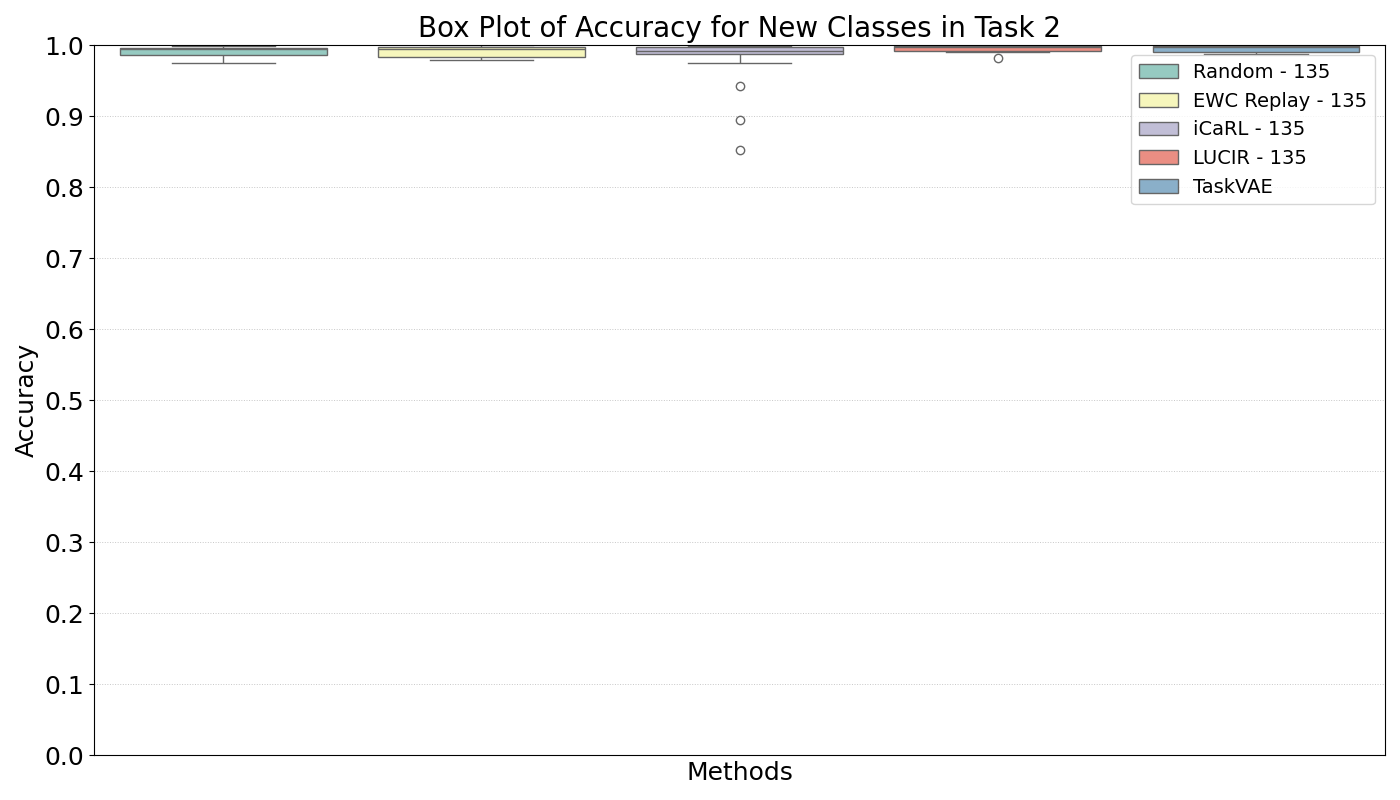 Box Plot of Accuracy for New Classes in Task 2
1.0
0.9
0.8
0.7
0.6
0.5
0.4
0.3
0.2
0.1
0.0
Accuracy
Methods
Random - 135
EWC Replay - 135
iCaRL - 135
LUCIR - 135
TaskVAE